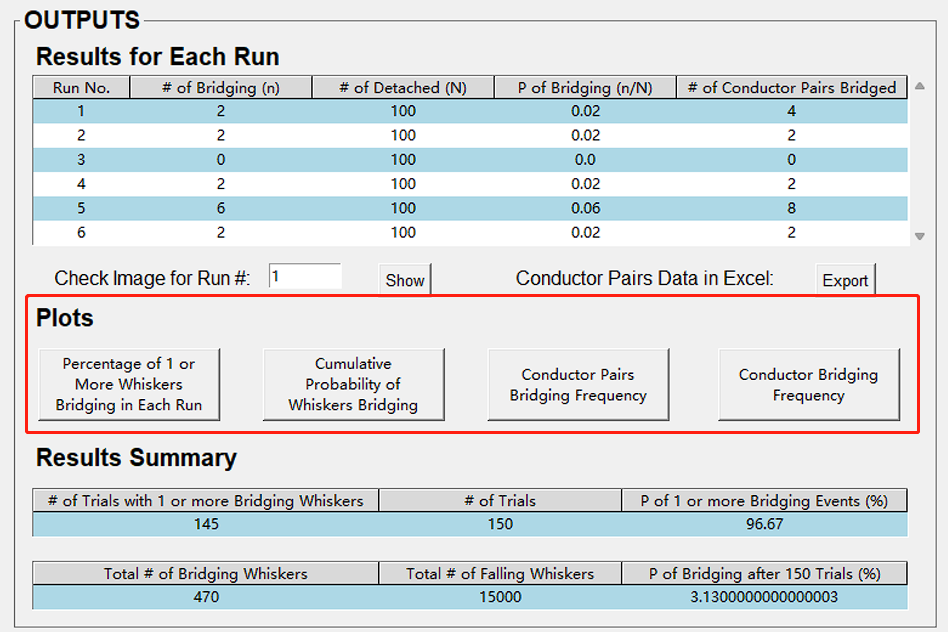 OUTPUTS
Results for Each Run
Run No. # of Bridging (n) # of Detached (N) P of Bridging (n/N) # of Conductor Pairs Bridged
1 2 100 0.02 4
2 2 100 0.02 2
3 0 100 0.0 0
4 2 100 0.02 2
5 6 100 0.06 8
6 2 100 0.02 2
Check Image for Run #: 1 Show Conductor Pairs Data in Excel: Export
Plots
Percentage of 1 or
More Whiskers
Bridging in Each Run
Cumulative
Probability of
Whiskers Bridging
Conductor Pairs
Bridging Frequency
Conductor Bridging
Frequency
Results Summary
# of Trials with 1 or more Bridging Whiskers # of Trials P of 1 or more Bridging Events (%)
145 150 96.67
Total # of Bridging Whiskers Total # of Falling Whiskers P of Bridging after 150 Trials (%)
470 15000 3.1300000000000003